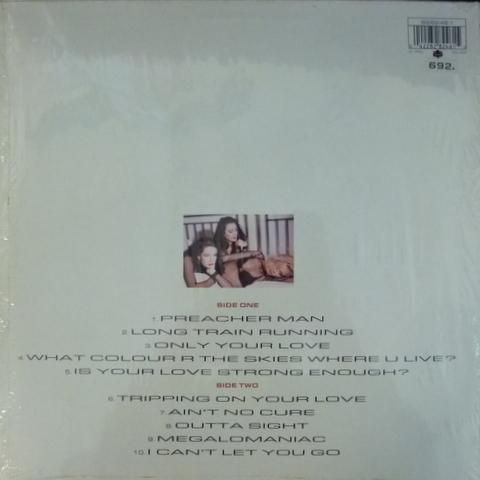 692.
SIDE ONE
1. PREACHER MAN
2. LONG TRAIN RUNNING
3. ONLY YOUR LOVE
4. WHAT COLOUR R THE SKIES WHERE U LIVE?
5. IS YOUR LOVE STRONG ENOUGH?
SIDE TWO
6. TRIPPING ON YOUR LOVE
7. AIN'T NO CURE
8. OUTTA SIGHT
9. MEGALOMANIAC
10. I CAN'T LET YOU GO